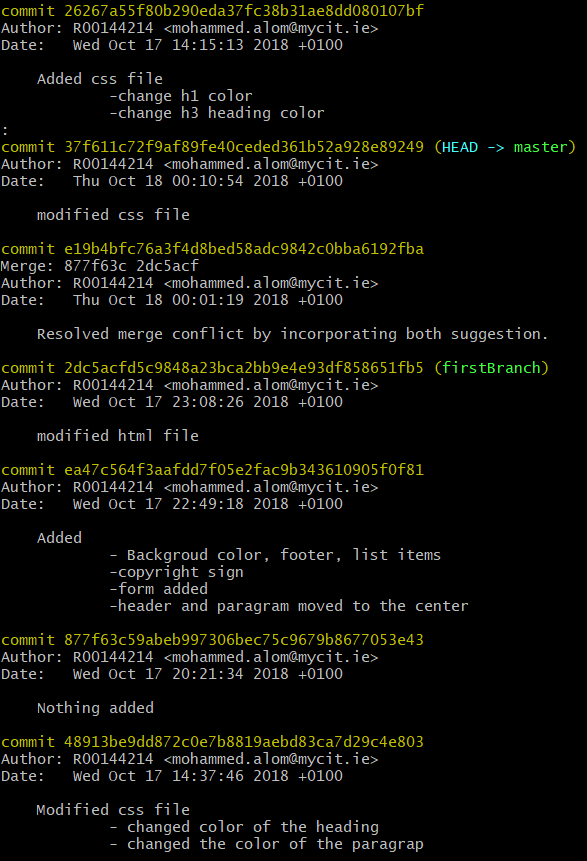 commit 26267a55f80b290eda37fc38b31ae8dd080107bf
Author: R00144214 <mohammed.alom@mycit.ie>
Date:   Wed Oct 17 14:15:13 2018 +0100
Added css file
-change h1 color
-change h3 heading color
:
commit 37f611c72f9af89fe40ceded361b52a928e89249 (HEAD -> master)
Author: R00144214 <mohammed.alom@mycit.ie>
Date:   Thu Oct 18 00:10:54 2018 +0100
modified css file
commit e19b4bfc76a3f4d8bed58adc9842c0bba6192fba
Merge: 877f63c 2dc5acf
Author: R00144214 <mohammed.alom@mycit.ie>
Date:   Thu Oct 18 00:01:19 2018 +0100
Resolved merge conflict by incorporating both suggestion.
commit 2dc5acfd5c9848a23bca2bb9e4e93df858651fb5 (firstBranch)
Author: R00144214 <mohammed.alom@mycit.ie>
Date:   Wed Oct 17 23:08:26 2018 +0100
modified html file
commit ea47c564f3aafdd7f05e2fac9b343610905f0f81
Author: R00144214 <mohammed.alom@mycit.ie>
Date:   Wed Oct 17 22:49:18 2018 +0100
Added
- Backgroud color, footer, list items
-copyright sign
-form added
-header and paragram moved to the center
commit 877f63c59abeb997306bec75c9679b8677053e43
Author: R00144214 <mohammed.alom@mycit.ie>
Date:   Wed Oct 17 20:21:34 2018 +0100
Nothing added
commit 48913be9dd872c0e7b8819aebd83ca7d29c4e803
Author: R00144214 <mohammed.alom@mycit.ie>
Date:   Wed Oct 17 14:37:46 2018 +0100
Modified css file
- changed color of the heading
- changed the color of the paragrap